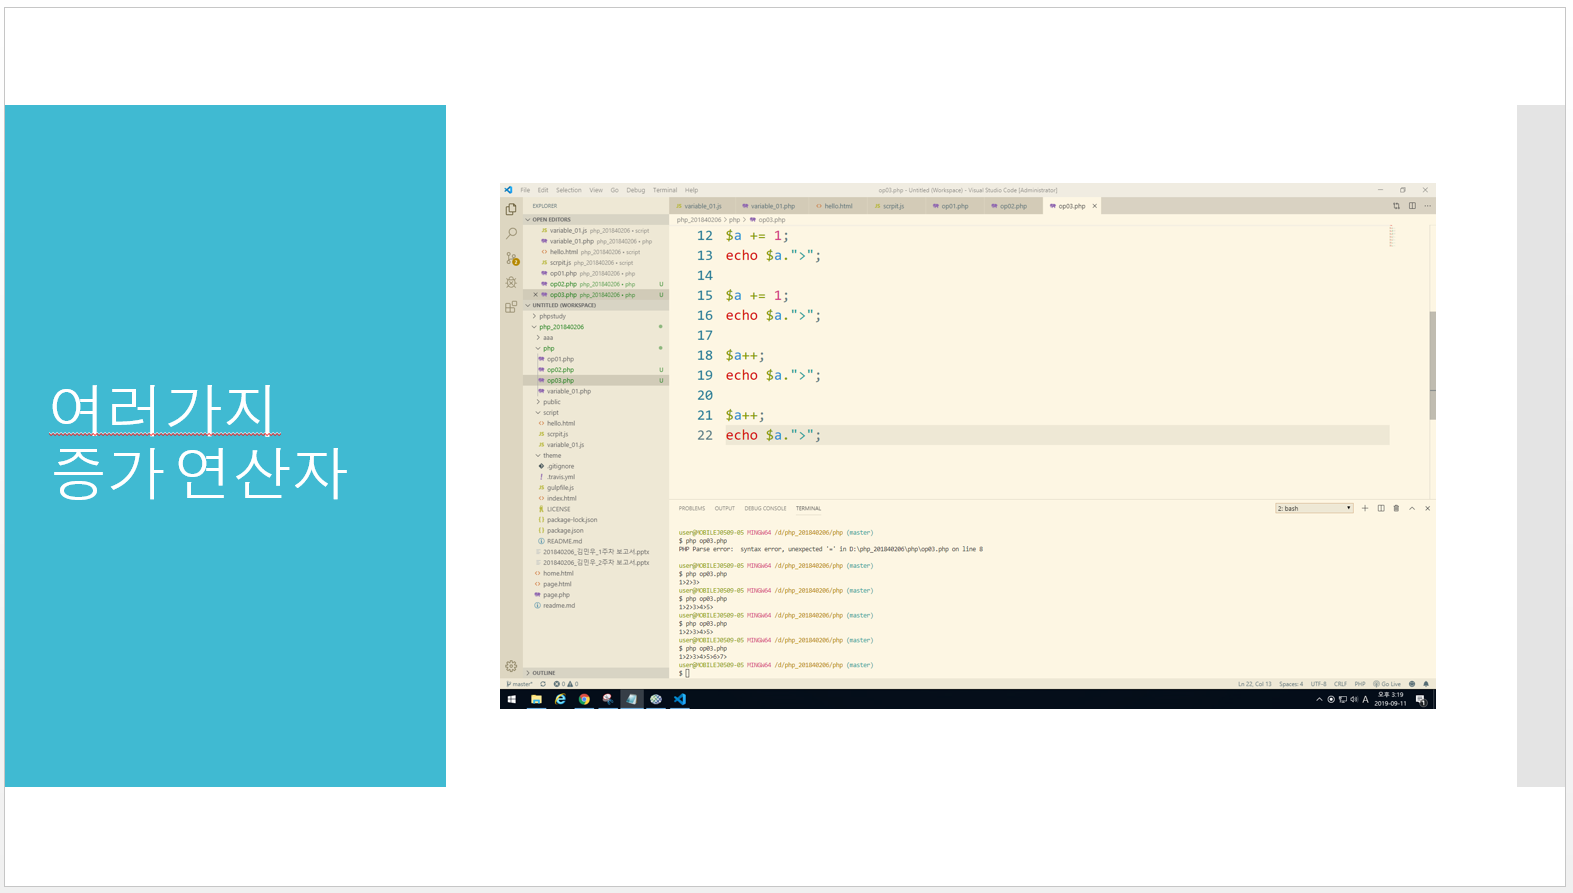 여러가지
증가 연산자
File Edit Selection View Go Debug Terminal Help
op03.php - Untitled (Workspace) - Visual Studio Code [Administrator]
EXPLORER
OPEN EDITORS
variable_01.js php_201840206 • script
variable_01.php php_201840206 • php
hello.html php_201840206 • script
scrpit.js php_201840206 • script
op01.php php_201840206 • php
op02.php php_201840206 • php U
op03.php php_201840206 • php U
UNTITLED (WORKSPACE)
phpstudy
php_201840206
aaa
php
op01.php
op02.php U
op03.php U
variable_01.php
public
script
hello.html
scrpit.js
variable_01.js
theme
.gitignore
.travis.yml
gulpfile.js
index.html
LICENSE
package-lock.json
package.json
README.md
201840206_김민우_1주차 보고서.pptx
201840206_김민우_2주차 보고서.pptx
home.html
page.html
page.php
readme.md
OUTLINE
variable_01.js variable_01.php hello.html scrpit.js op01.php op02.php op03.php
php_201840206 > php > op03.php
12 $a += 1;
13 echo $a.">";
14
15 $a += 1;
16 echo $a.">";
17
18 $a++;
19 echo $a.">";
20
21 $a++;
22 echo $a.">";
PROBLEMS OUTPUT DEBUG CONSOLE TERMINAL
2: bash
user@MOBILEJ0509-05 MINGW64 /d/php_201840206/php (master)
$ php op03.php
PHP Parse error: syntax error, unexpected '=' in D:\php_201840206\php\op03.php on line 8
user@MOBILEJ0509-05 MINGW64 /d/php_201840206/php (master)
$ php op03.php
1>2>3>
user@MOBILEJ0509-05 MINGW64 /d/php_201840206/php (master)
$ php op03.php
1>2>3>4>5>
user@MOBILEJ0509-05 MINGW64 /d/php_201840206/php (master)
$ php op03.php
1>2>3>4>5>
user@MOBILEJ0509-05 MINGW64 /d/php_201840206/php (master)
$ php op03.php
1>2>3>4>5>6>7>
user@MOBILEJ0509-05 MINGW64 /d/php_201840206/php (master)
$
master* 0 0
Ln 22, Col 13 Spaces: 4 UTF-8 CRLF PHP Go Live
A 오후 3:19
2019-09-11